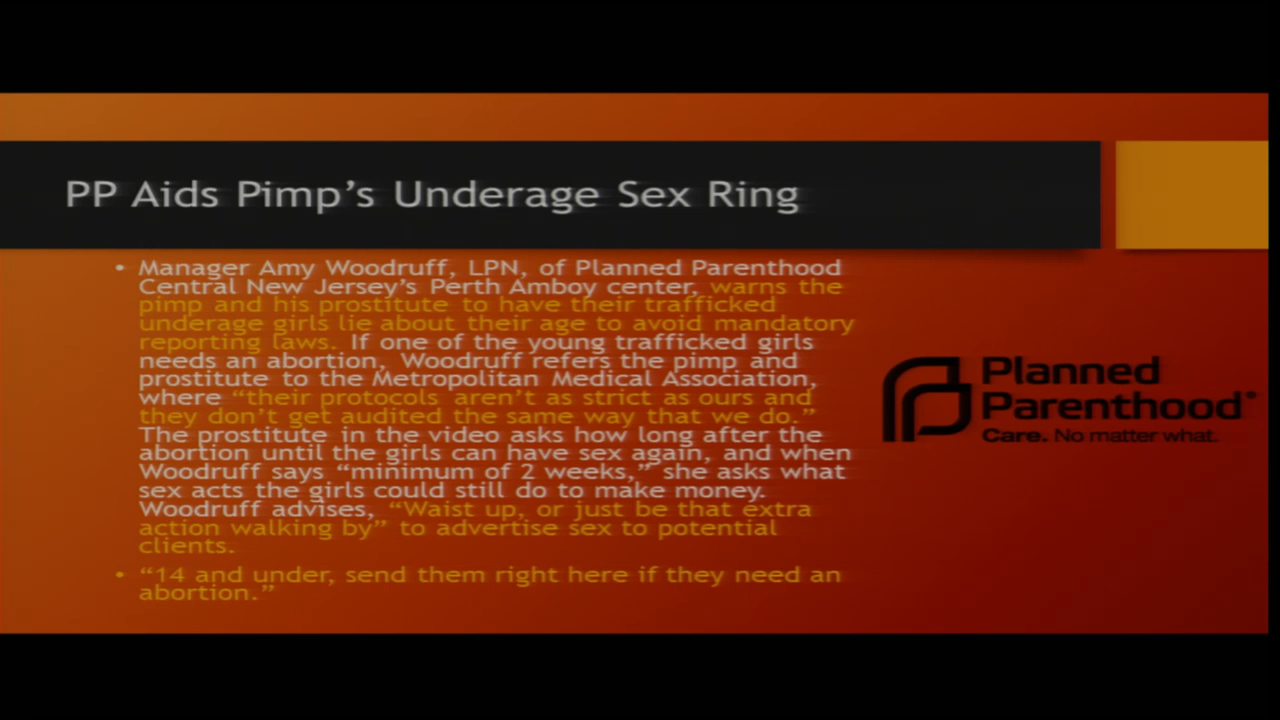 PP Aids Pimp's Underage Sex Ring
• Manager Amy Woodruff, LPN, of Planned Parenthood
Central New Jersey's Perth Amboy center, warns the
pimp and his prostitute to have their trafficked
underage girls lie about their age to avoid mandatory
reporting laws. If one of the young trafficked girls
needs an abortion, Woodruff refers the pimp and
prostitute to the Metropolitan Medical Association,
where “their protocols aren't as strict as ours and
they don't get audited the same way that we do.”
The prostitute in the video asks how long after the
abortion until the girls can have sex again, and when
Woodruff says “minimum of 2 weeks,” she asks what
sex acts the girls could still do to make money.
Woodruff advises, “Waist up, or just be that extra
action walking by” to advertise sex to potential
clients.
• “14 and under, send them right here if they need an
abortion.”
Planned
Parenthood®
Care. No matter what.